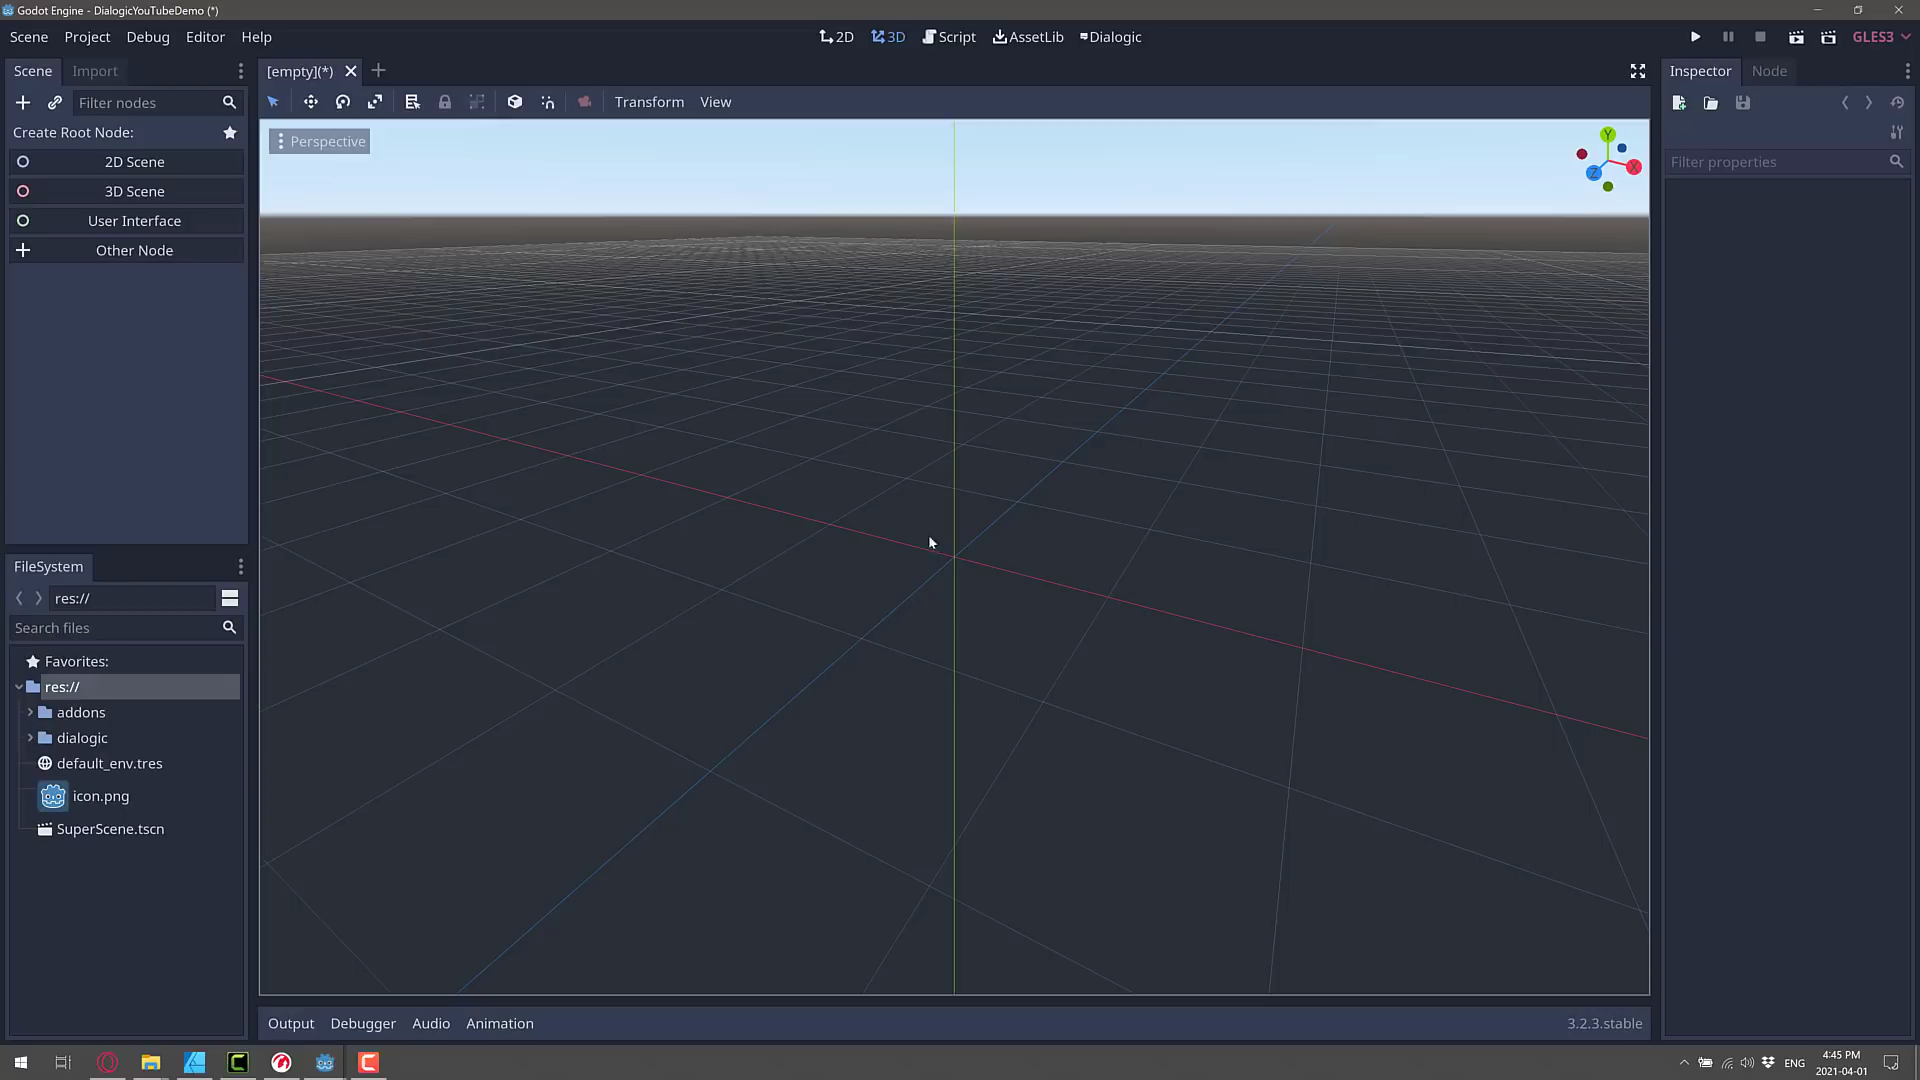 Godot Engine - DialogicYouTubeDemo (*)
Scene Project Debug Editor Help
2D 3D Script AssetLib Dialogic
GLES3
Scene Import
[empty](*)
Inspector Node
Filter nodes
Transform View
Create Root Node:
Perspective
Y
X
Z
Filter properties
2D Scene
3D Scene
User Interface
Other Node
FileSystem
res://
Search files
Favorites:
res://
addons
dialogic
default_env.tres
icon.png
SuperScene.tscn
Output Debugger Audio Animation
3.2.3.stable
ENG
4:45 PM
2021-04-01